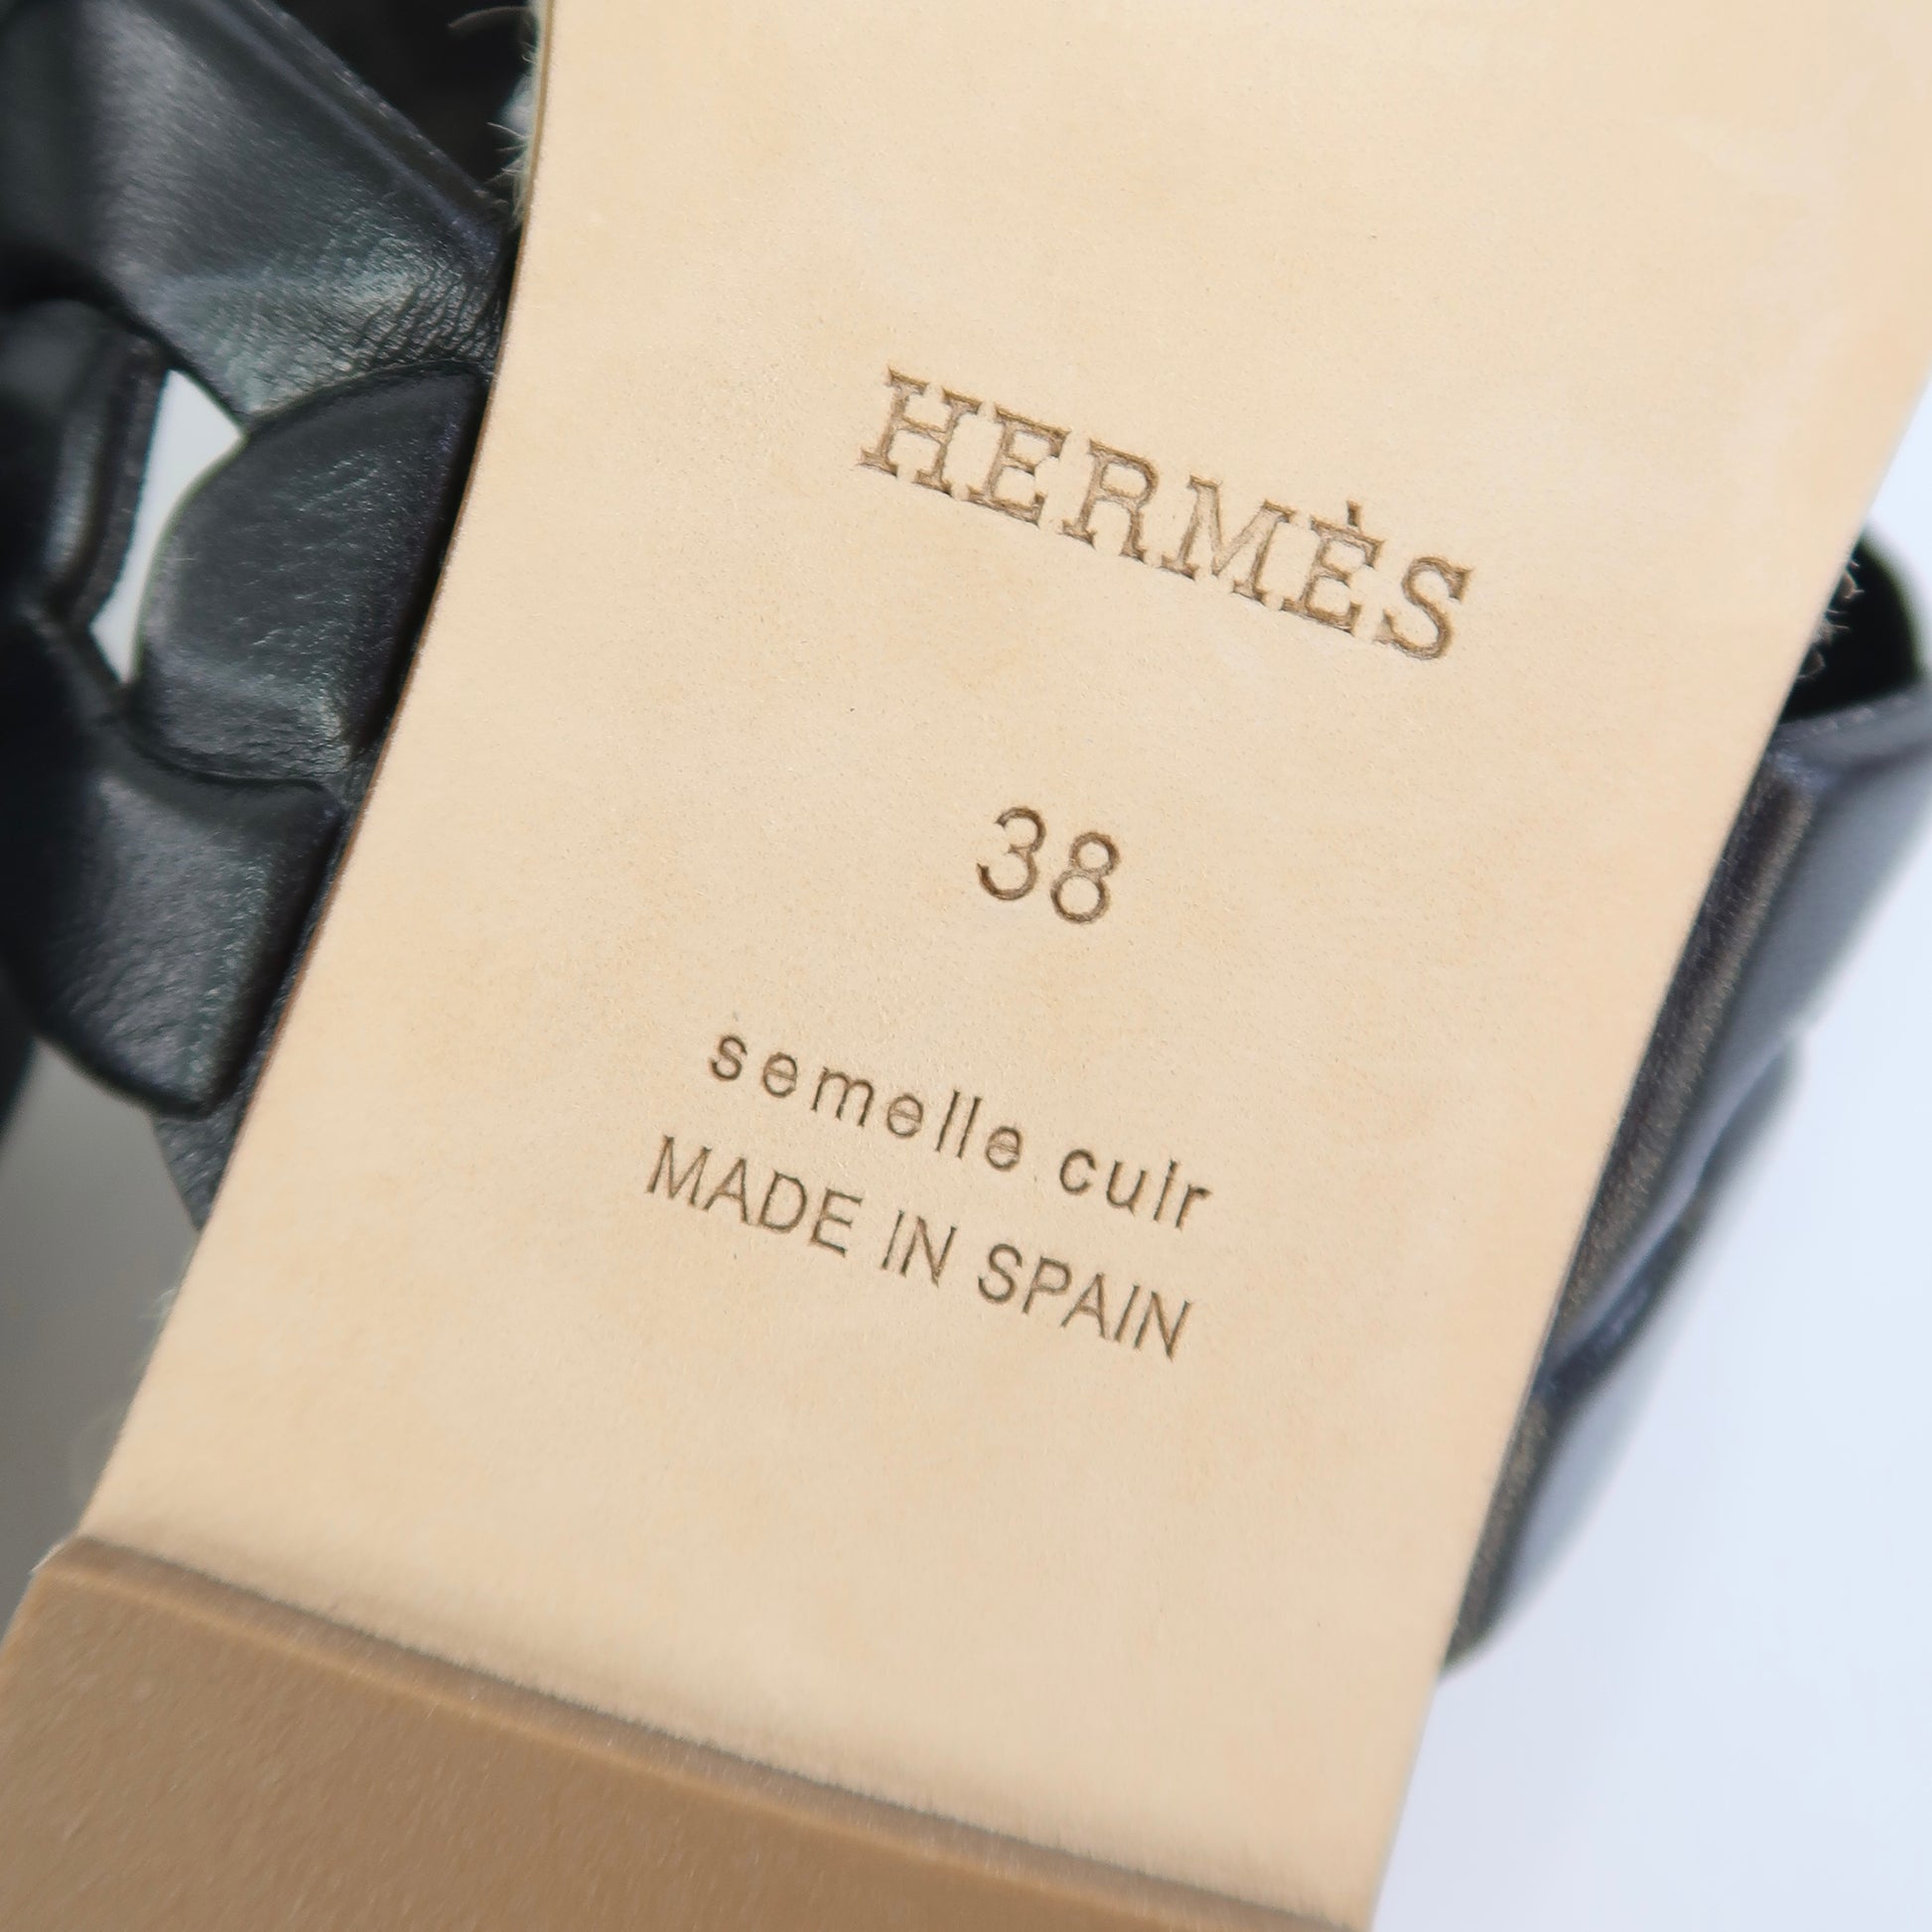 HERMÈS
38
semelle cuir
MADE IN SPAIN